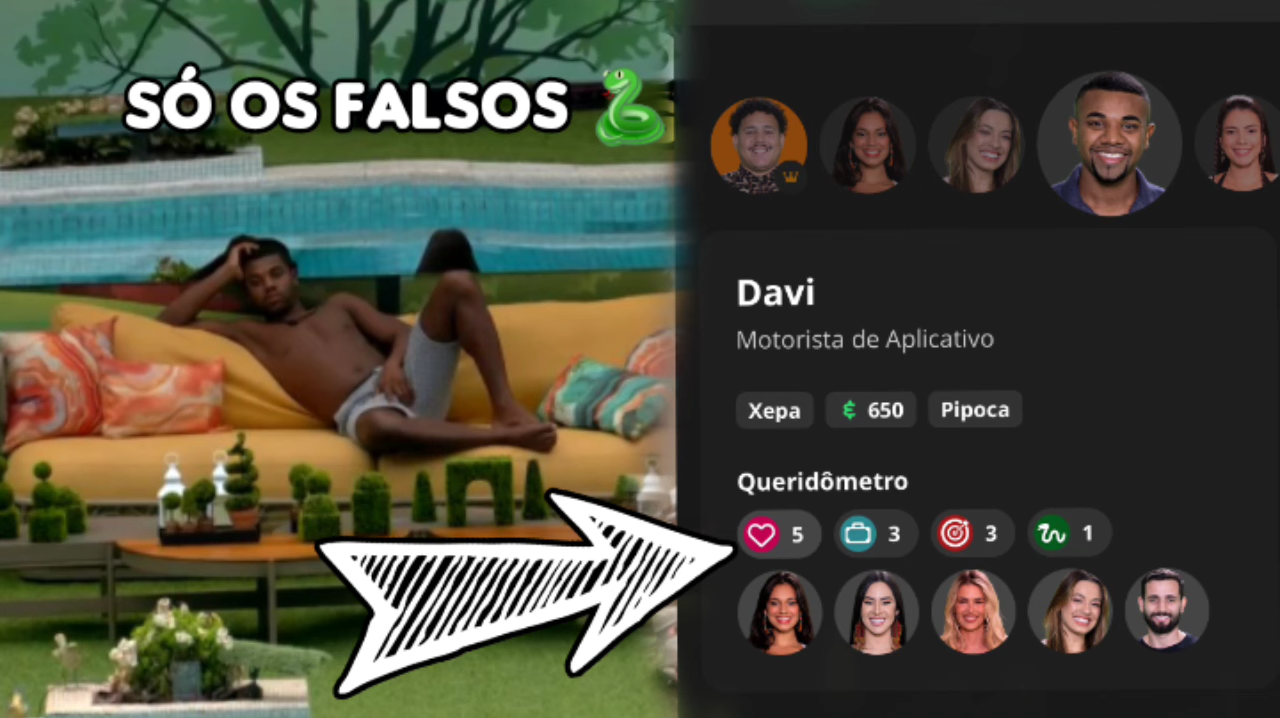 SÓ OS FALSOS
Davi
Motorista de Aplicativo
Xepa
650
Pipoca
Queridômetro
5
3
3
1